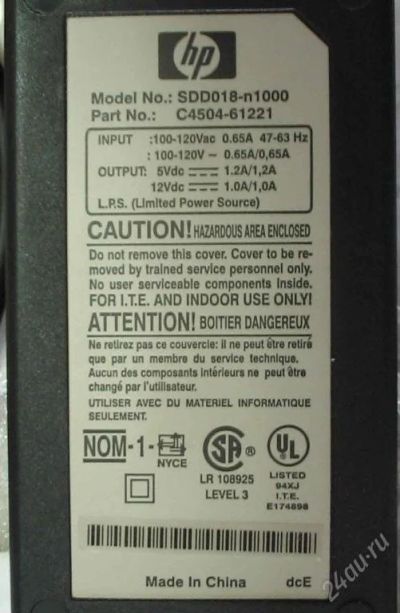 hp
Model No.: SDD018-n1000
Part No.: C4504-61221
INPUT :100-120Vac 0.65A 47-63 Hz
: 100-120V ~ 0.65A/0,65A
OUTPUT: 5Vdc ⎓ 1.2A/1,2A
12Vdc ⎓ 1.0A/1,0A
L.P.S. (Limited Power Source)
CAUTION! HAZARDOUS AREA ENCLOSED
Do not remove this cover. Cover to be re-
moved by trained service personnel only.
No user serviceable components inside.
FOR I.T.E. AND INDOOR USE ONLY!
ATTENTION! BOITIER DANGEREUX
Ne retirez pas ce couvercle: il ne peut être retiré
que par un membre du service technique.
Aucun des composants intérieurs ne peut être
changé par l'utilisateur.
UTILISER AVEC DU MATERIEL INFORMATIQUE
SEULEMENT.
NOM-1-
NYCE
SA ®
LR 108925
LEVEL 3
UL
LISTED
94XJ
I.T.E.
E174898
Made In China
dcE
24au.ru